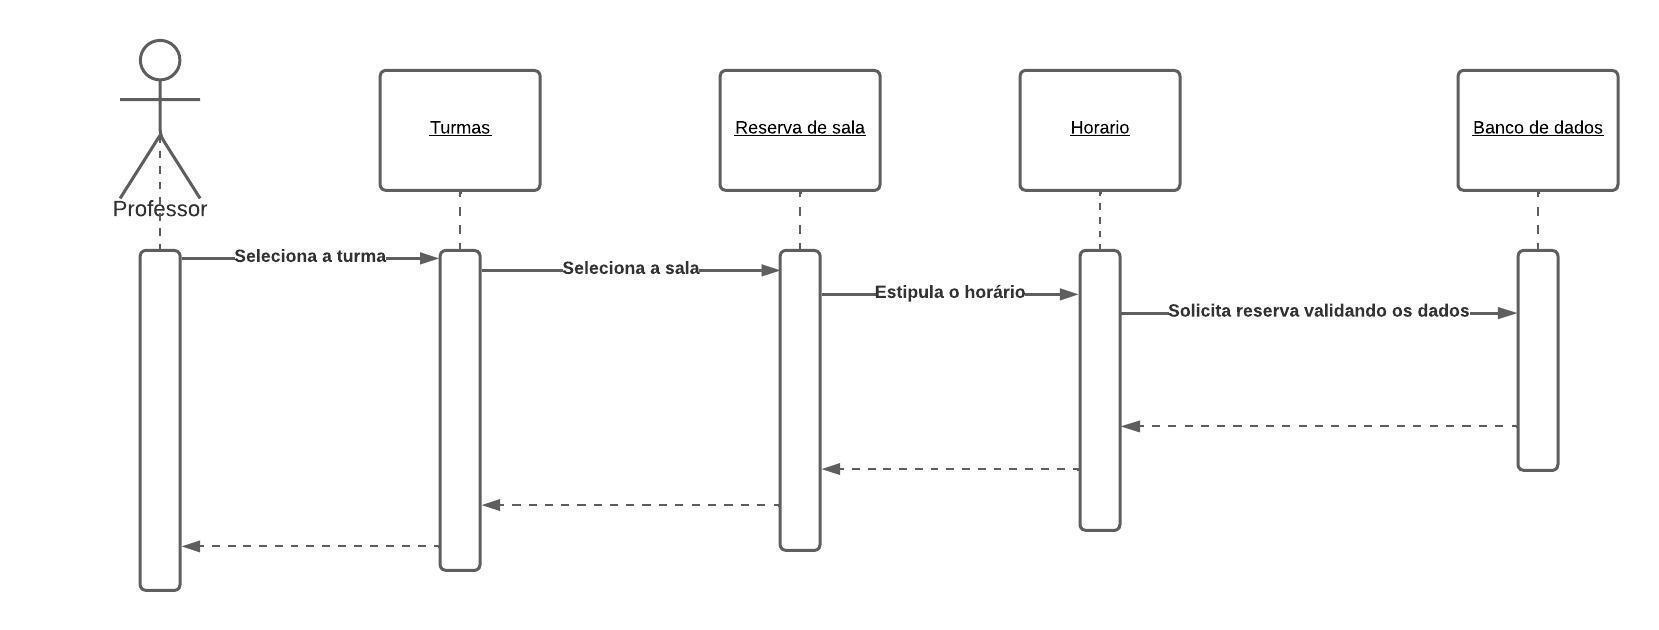 Turmas
Reserva de sala
Horario
Banco de dados
Professor
Seleciona a turma
Seleciona a sala
Estipula o horário
Solicita reserva validando os dados